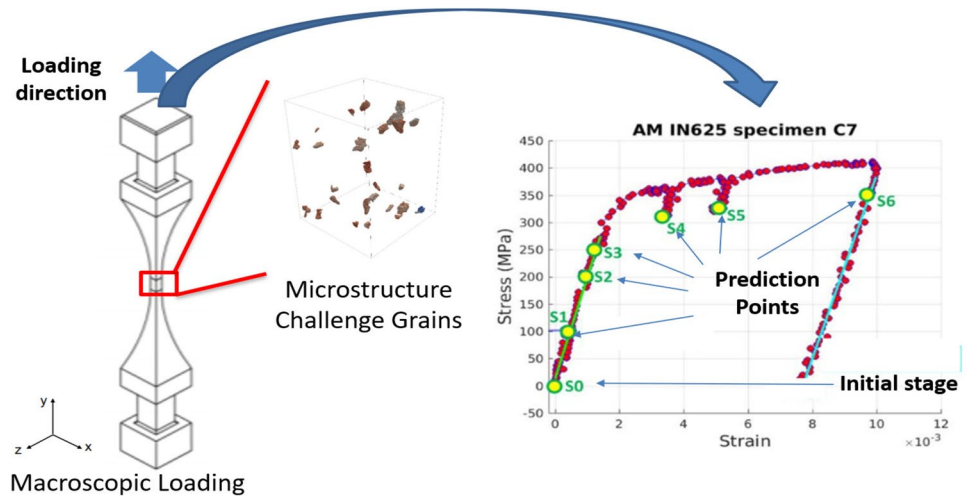 Loading
direction
Microstructure
Challenge Grains
y
z
x
Macroscopic Loading
AM IN625 specimen C7
Stress (MPa)
450
400
350
300
250
200
150
100
50
0
-50
S6
S5
S4
S3
S2
S1
S0
Prediction
Points
Initial stage
0
2
4
6
8
10
12
Strain
×10⁻³